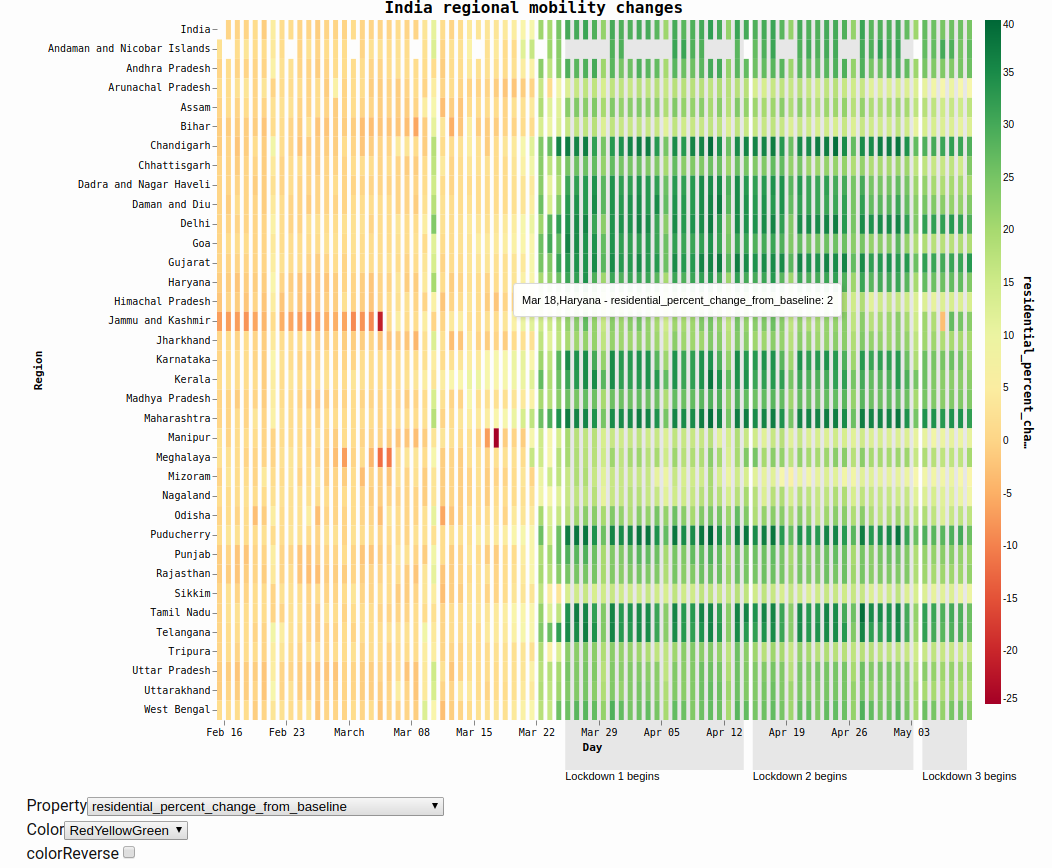 India regional mobility changes
India
Andaman and Nicobar Islands
Andhra Pradesh
Arunachal Pradesh
Assam
Bihar
Chandigarh
Chhattisgarh
Dadra and Nagar Haveli
Daman and Diu
Delhi
Goa
Gujarat
Haryana
Himachal Pradesh
Jammu and Kashmir
Jharkhand
Karnataka
Kerala
Madhya Pradesh
Maharashtra
Manipur
Meghalaya
Mizoram
Nagaland
Odisha
Puducherry
Punjab
Rajasthan
Sikkim
Tamil Nadu
Telangana
Tripura
Uttar Pradesh
Uttarakhand
West Bengal
Region
Mar 18,Haryana - residential_percent_change_from_baseline: 2
40
35
30
25
20
15
10
5
0
-5
-10
-15
-20
-25
residential_percent_cha…
Feb 16 Feb 23 March Mar 08 Mar 15 Mar 22 Mar 29 Apr 05 Apr 12 Apr 19 Apr 26 May 03
Day
Lockdown 1 begins Lockdown 2 begins Lockdown 3 begins
Property residential_percent_change_from_baseline
Color RedYellowGreen
colorReverse